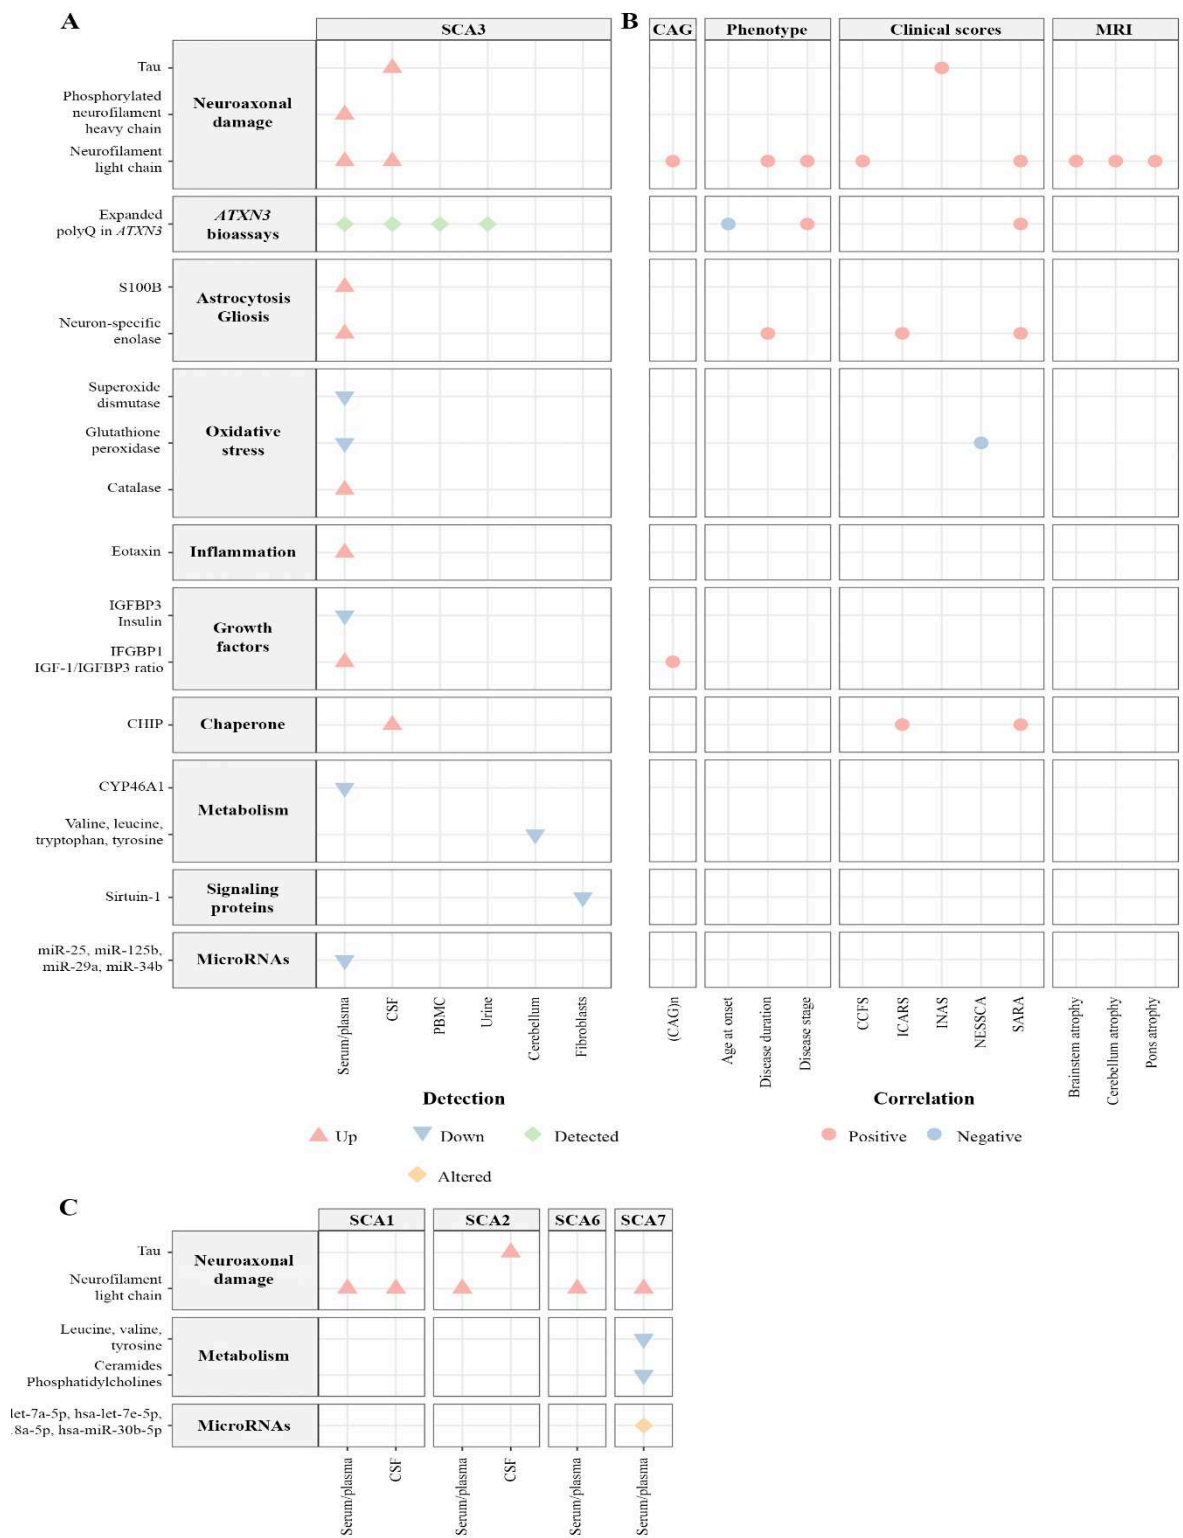 A
B
SCA3
CAG
Phenotype
Clinical scores
MRI
Tau
Phosphorylated
neurofilament
heavy chain
Neurofilament
light chain
Neuroaxonal
damage
Expanded
polyQ in ATXN3
ATXN3
bioassays
S100B
Neuron-specific
enolase
Astrocytosis
Gliosis
Superoxide
dismutase
Glutathione
peroxidase
Catalase
Oxidative
stress
Eotaxin
Inflammation
IGFBP3
Insulin
IFGBP1
IGF-1/IGFBP3 ratio
Growth
factors
CHIP
Chaperone
CYP46A1
Valine, leucine,
tryptophan, tyrosine
Metabolism
Sirtuin-1
Signaling
proteins
miR-25, miR-125b,
miR-29a, miR-34b
MicroRNAs
Serum/plasma
CSF
PBMC
Urine
Cerebellum
Fibroblasts
(CAG)n
Age at onset
Disease duration
Disease stage
CCFS
ICARS
INAS
NESSCA
SARA
Brainstem atrophy
Cerebellum atrophy
Pons atrophy
Detection
Up
Down
Detected
Altered
Correlation
Positive
Negative
C
SCA1
SCA2
SCA6
SCA7
Tau
Neurofilament
light chain
Neuroaxonal
damage
Leucine, valine,
tyrosine
Ceramides
Phosphatidylcholines
Metabolism
let-7a-5p, hsa-let-7e-5p,
8a-5p, hsa-miR-30b-5p
MicroRNAs
Serum/plasma
CSF
Serum/plasma
CSF
Serum/plasma
Serum/plasma